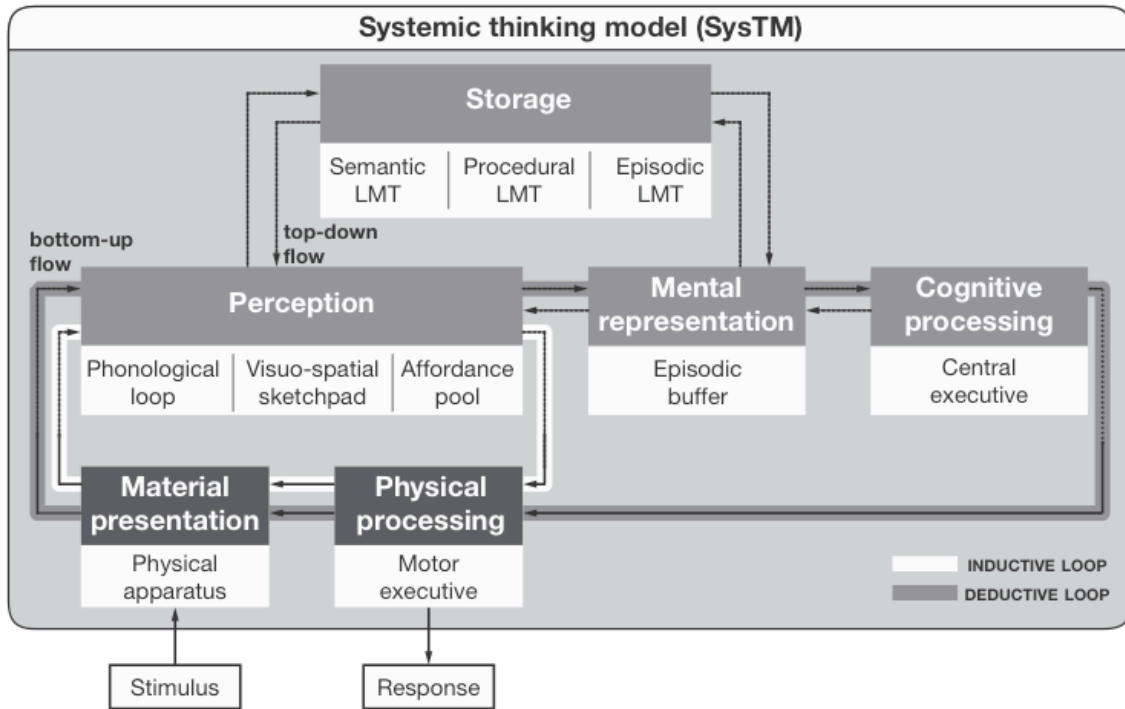 Systemic thinking model (SysTM)
Storage
Semantic
LMT
Procedural
LMT
Episodic
LMT
bottom-up
flow
top-down
flow
Perception
Phonological
loop
Visuo-spatial
sketchpad
Affordance
pool
Mental
representation
Episodic
buffer
Cognitive
processing
Central
executive
Material
presentation
Physical
apparatus
Physical
processing
Motor
executive
INDUCTIVE LOOP
DEDUCTIVE LOOP
Stimulus
Response